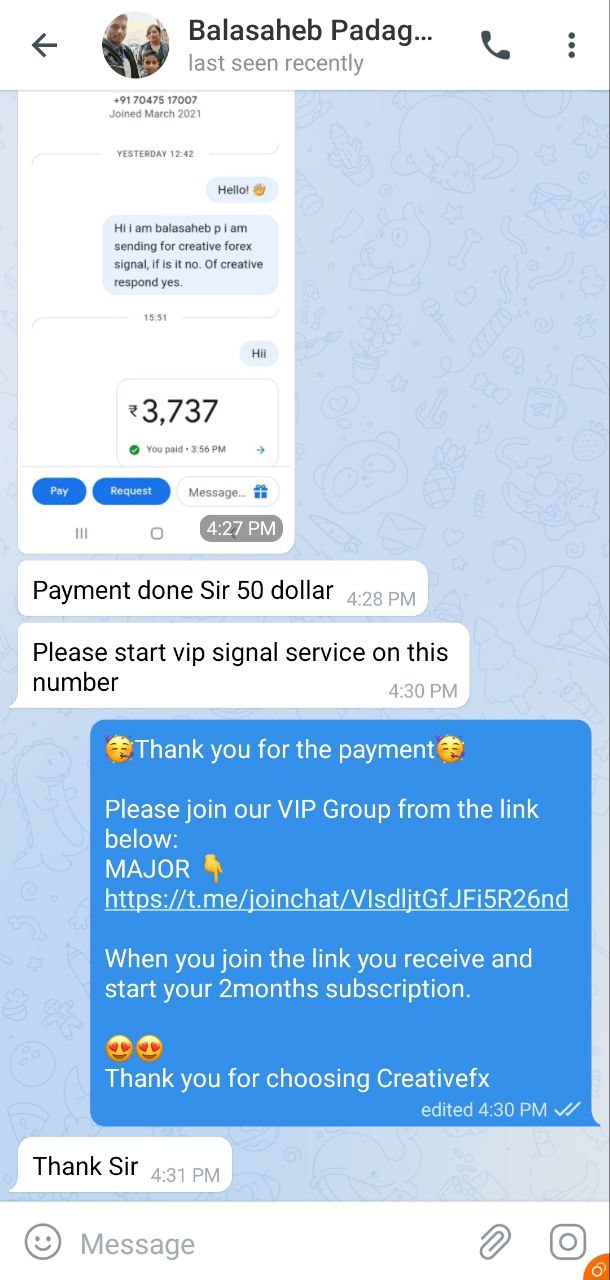 Balasaheb Padag...
last seen recently
+91 70475 17007
Joined March 2021
YESTERDAY 12:42
Hello! 👋
Hi i am balasaheb p i am
sending for creative forex
signal, if is it no. Of creative
respond yes.
15:51
Hii
₹3,737
You paid • 3:56 PM
Pay
Request
Message...
4:27 PM
Payment done Sir 50 dollar
4:28 PM
Please start vip signal service on this
number
4:30 PM
🥳Thank you for the payment🥳
Please join our VIP Group from the link
below:
MAJOR 👇
https://t.me/joinchat/VIsdljtGfJFi5R26nd
When you join the link you receive and
start your 2months subscription.
😍😍
Thank you for choosing Creativefx
edited 4:30 PM
Thank Sir
4:31 PM
Message